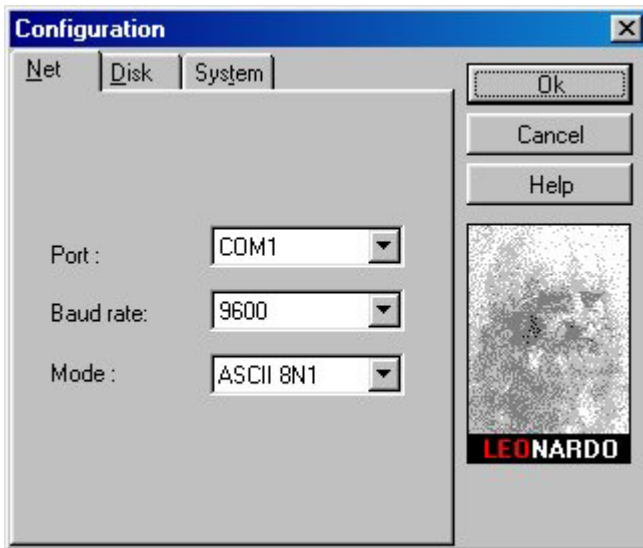 Configuration
Net Disk System
Ok
Cancel
Help
Port :
COM1
Baud rate:
9600
Mode :
ASCII 8N1
LEONARDO